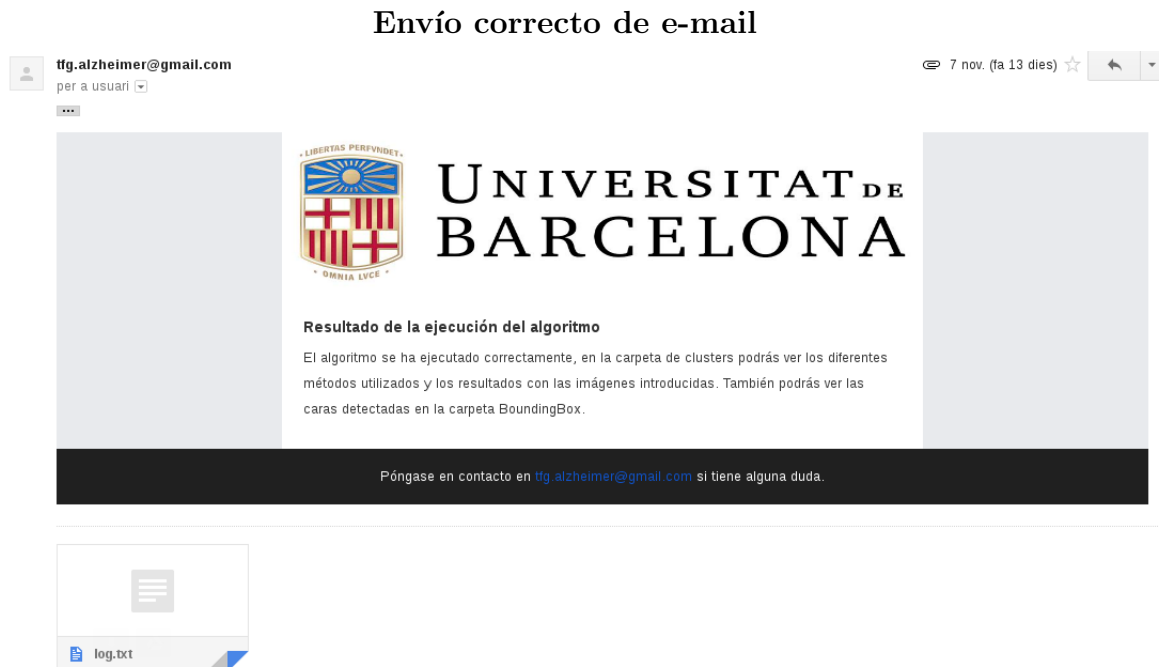 Envío correcto de e-mail
tfg.alzheimer@gmail.com
7 nov. (fa 13 dies)
per a usuari
· LIBERTAS PERFVNDET ·
UNIVERSITAT DE
BARCELONA
· OMNIA LVCE ·
Resultado de la ejecución del algoritmo
El algoritmo se ha ejecutado correctamente, en la carpeta de clusters podrás ver los diferentes
métodos utilizados y los resultados con las imágenes introducidas. También podrás ver las
caras detectadas en la carpeta BoundingBox.
Póngase en contacto en tfg.alzheimer@gmail.com si tiene alguna duda.
log.txt